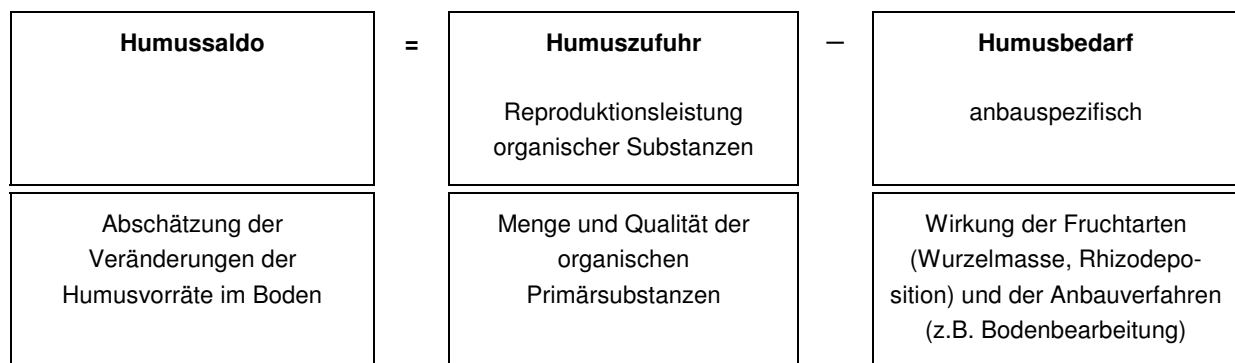 Humussaldo = Humuszufuhr – Humusbedarf
Reproduktionsleistung
organischer Substanzen
anbauspezifisch
Abschätzung der
Veränderungen der
Humusvorräte im Boden
Menge und Qualität der
organischen
Primärsubstanzen
Wirkung der Fruchtarten
(Wurzelmasse, Rhizodepo-
sition) und der Anbauverfahren
(z.B. Bodenbearbeitung)